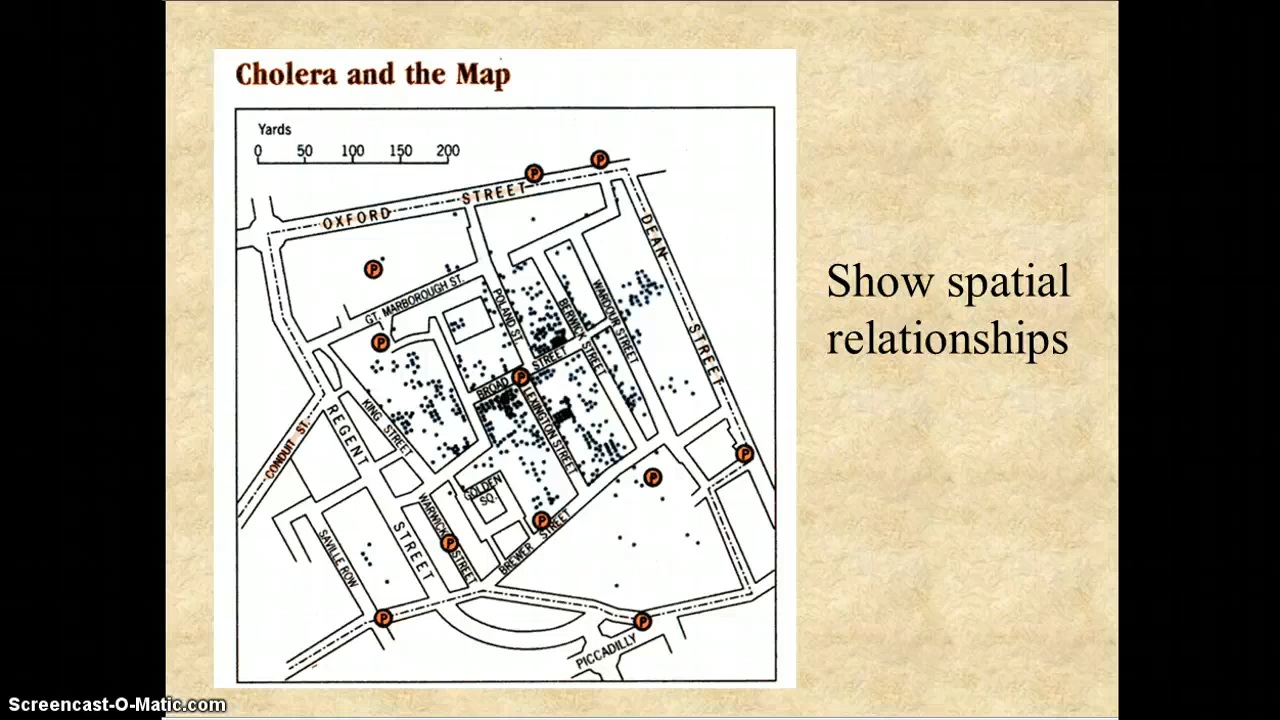 Cholera and the Map
Yards
0 50 100 150 200
P
P
OXFORD STREET
DEAN STREET
P
GT. MARBOROUGH ST.
POLAND ST.
BERWICK STREET
WARDOUR STREET
P
BROAD STREET
P
LEXINGTON STREET
KING STREET
REGENT STREET
CONDUIT ST.
P
P
GOLDEN
SQ.
WARWICK STREET
P
BREWER STREET
P
SAVILLE ROW
P
P
PICCADILLY
Show spatial
relationships
Screencast-O-Matic.com